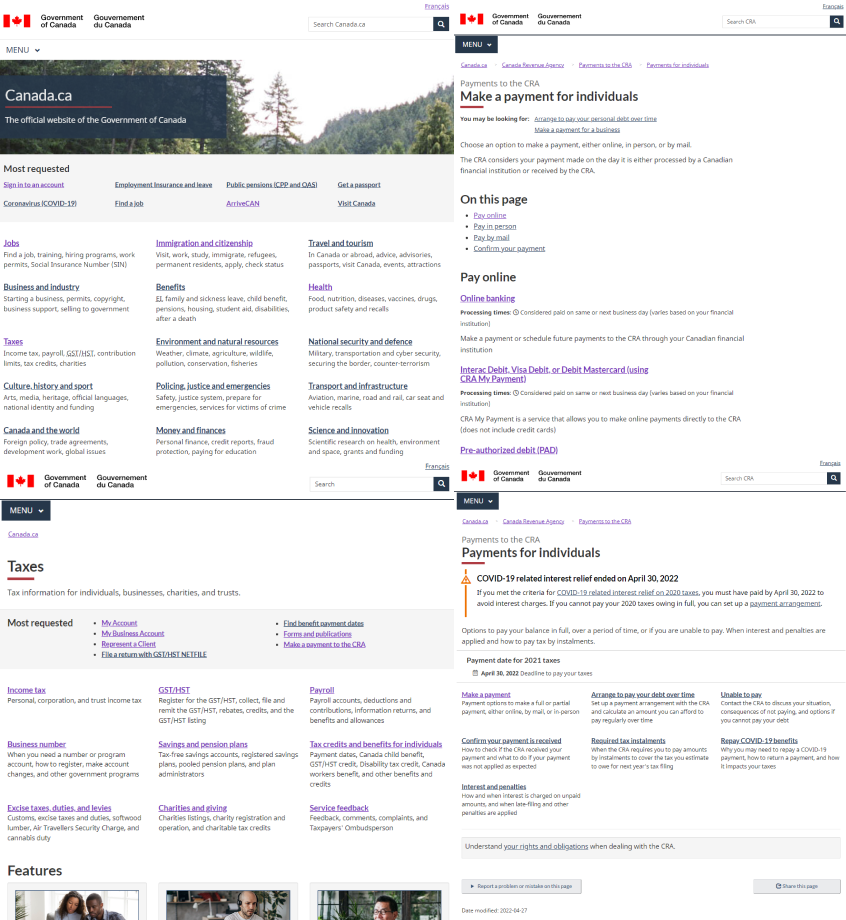 Français
Government of Canada
Gouvernement du Canada
Search Canada.ca
MENU
Canada.ca
The official website of the Government of Canada
Most requested
Sign in to an account
Employment Insurance and leave
Public pensions (CPP and OAS)
Get a passport
Coronavirus (COVID-19)
Find a job
ArriveCAN
Visit Canada
Jobs
Find a job, training, hiring programs, work
permits, Social Insurance Number (SIN)
Immigration and citizenship
Visit, work, study, immigrate, refugees,
permanent residents, apply, check status
Travel and tourism
In Canada or abroad, advice, advisories,
passports, visit Canada, events, attractions
Business and industry
Starting a business, permits, copyright,
business support, selling to government
Benefits
EI, family and sickness leave, child benefit,
pensions, housing, student aid, disabilities,
after a death
Health
Food, nutrition, diseases, vaccines, drugs,
product safety and recalls
Taxes
Income tax, payroll, GST/HST, contribution
limits, tax credits, charities
Environment and natural resources
Weather, climate, agriculture, wildlife,
pollution, conservation, fisheries
National security and defence
Military, transportation and cyber security,
securing the border, counter-terrorism
Culture, history and sport
Arts, media, heritage, official languages,
national identity and funding
Policing, justice and emergencies
Safety, justice system, prepare for
emergencies, services for victims of crime
Transport and infrastructure
Aviation, marine, road and rail, car seat and
vehicle recalls
Canada and the world
Foreign policy, trade agreements,
development work, global issues
Money and finances
Personal finance, credit reports, fraud
protection, paying for education
Science and innovation
Scientific research on health, environment
and space, grants and funding
Français
Government of Canada
Gouvernement du Canada
Search CRA
MENU
Canada.ca
Canada Revenue Agency
Payments to the CRA
Payments for individuals
Payments to the CRA
Make a payment for individuals
You may be looking for: Arrange to pay your personal debt over time
Make a payment for a business
Choose an option to make a payment, either online, in person, or by mail.
The CRA considers your payment made on the day it is either processed by a Canadian
financial institution or received by the CRA.
On this page
• Pay online
• Pay in person
• Pay by mail
• Confirm your payment
Pay online
Online banking
Processing times: Considered paid on same or next business day (varies based on your financial
institution)
Make a payment or schedule future payments to the CRA through your Canadian financial
institution
Interac Debit, Visa Debit, or Debit Mastercard (using
CRA My Payment)
Processing times: Considered paid on same or next business day (varies based on your financial
institution)
CRA My Payment is a service that allows you to make online payments directly to the CRA
(does not include credit cards)
Pre-authorized debit (PAD)
Français
Government of Canada
Gouvernement du Canada
Search
MENU
Canada.ca
Taxes
Tax information for individuals, businesses, charities, and trusts.
Most requested
• My Account
• My Business Account
• Represent a Client
• File a return with GST/HST NETFILE
• Find benefit payment dates
• Forms and publications
• Make a payment to the CRA
Income tax
Personal, corporation, and trust income tax
GST/HST
Register for the GST/HST, collect, file and
remit the GST/HST, rebates, credits, and the
GST/HST listing
Payroll
Payroll accounts, deductions and
contributions, information returns, and
benefits and allowances
Business number
When you need a number or program
account, how to register, make account
changes, and other government programs
Savings and pension plans
Tax-free savings accounts, registered savings
plans, pooled pension plans, and plan
administrators
Tax credits and benefits for individuals
Payment dates, Canada child benefit,
GST/HST credit, Disability tax credit, Canada
workers benefit, and other benefits and
credits
Excise taxes, duties, and levies
Customs, excise taxes and duties, softwood
lumber, Air Travellers Security Charge, and
cannabis duty
Charities and giving
Charities listings, charity registration and
operation, and charitable tax credits
Service feedback
Feedback, comments, complaints, and
Taxpayers' Ombudsperson
Features
Français
Government of Canada
Gouvernement du Canada
Search CRA
MENU
Canada.ca
Canada Revenue Agency
Payments to the CRA
Payments to the CRA
Payments for individuals
COVID-19 related interest relief ended on April 30, 2022
If you met the criteria for COVID-19 related interest relief on 2020 taxes, you must have paid by April 30, 2022 to
avoid interest charges. If you cannot pay your 2020 taxes owing in full, you can set up a payment arrangement.
Options to pay your balance in full, over a period of time, or if you are unable to pay. When interest and penalties are
applied and how to pay tax by instalments.
Payment date for 2021 taxes
April 30, 2022 Deadline to pay your taxes
Make a payment
Payment options to make a full or partial
payment, either online, by mail, or in-person
Arrange to pay your debt over time
Set up a payment arrangement with the CRA
and calculate an amount you can afford to
pay regularly over time
Unable to pay
Contact the CRA to discuss your situation,
consequences of not paying, and options if
you cannot pay your debt
Confirm your payment is received
How to check if the CRA received your
payment and what to do if your payment
was not applied as expected
Required tax instalments
When the CRA requires you to pay amounts
by instalments to cover the tax you estimate
to owe for next year's tax filing
Repay COVID-19 benefits
Why you may need to repay a COVID-19
payment, how to return a payment, and how
it impacts your taxes
Interest and penalties
How and when interest is charged on unpaid
amounts, and when late-filing and other
penalties are applied
Understand your rights and obligations when dealing with the CRA.
Report a problem or mistake on this page
Share this page
Date modified: 2022-04-27